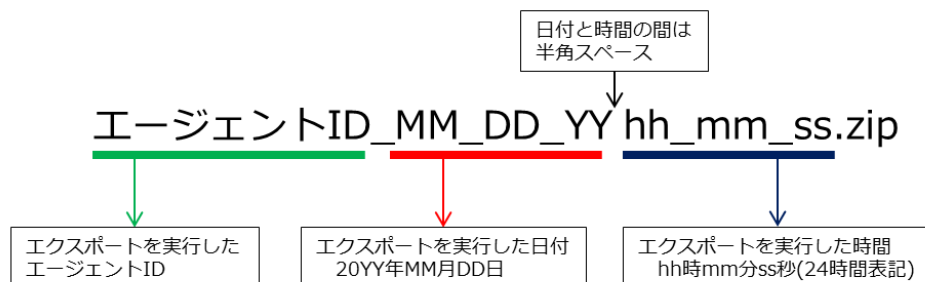 日付と時間の間は
半角スペース
エージェントID_MM_DD_YY hh_mm_ss.zip
エクスポートを実行した
エージェントID
エクスポートを実行した日付
20YY年MM月DD日
エクスポートを実行した時間
hh時mm分ss秒(24時間表記)